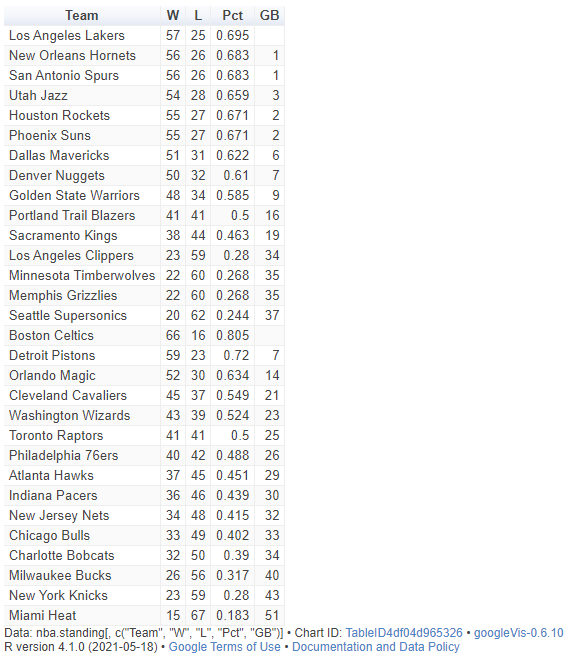 Team W L Pct GB
Los Angeles Lakers 57 25 0.695
New Orleans Hornets 56 26 0.683 1
San Antonio Spurs 56 26 0.683 1
Utah Jazz 54 28 0.659 3
Houston Rockets 55 27 0.671 2
Phoenix Suns 55 27 0.671 2
Dallas Mavericks 51 31 0.622 6
Denver Nuggets 50 32 0.61 7
Golden State Warriors 48 34 0.585 9
Portland Trail Blazers 41 41 0.5 16
Sacramento Kings 38 44 0.463 19
Los Angeles Clippers 23 59 0.28 34
Minnesota Timberwolves 22 60 0.268 35
Memphis Grizzlies 22 60 0.268 35
Seattle Supersonics 20 62 0.244 37
Boston Celtics 66 16 0.805
Detroit Pistons 59 23 0.72 7
Orlando Magic 52 30 0.634 14
Cleveland Cavaliers 45 37 0.549 21
Washington Wizards 43 39 0.524 23
Toronto Raptors 41 41 0.5 25
Philadelphia 76ers 40 42 0.488 26
Atlanta Hawks 37 45 0.451 29
Indiana Pacers 36 46 0.439 30
New Jersey Nets 34 48 0.415 32
Chicago Bulls 33 49 0.402 33
Charlotte Bobcats 32 50 0.39 34
Milwaukee Bucks 26 56 0.317 40
New York Knicks 23 59 0.28 43
Miami Heat 15 67 0.183 51
Data: nba.standing[, c("Team", "W", "L", "Pct", "GB")] • Chart ID: TableID4df04d965326 • googleVis-0.6.10
R version 4.1.0 (2021-05-18) • Google Terms of Use • Documentation and Data Policy